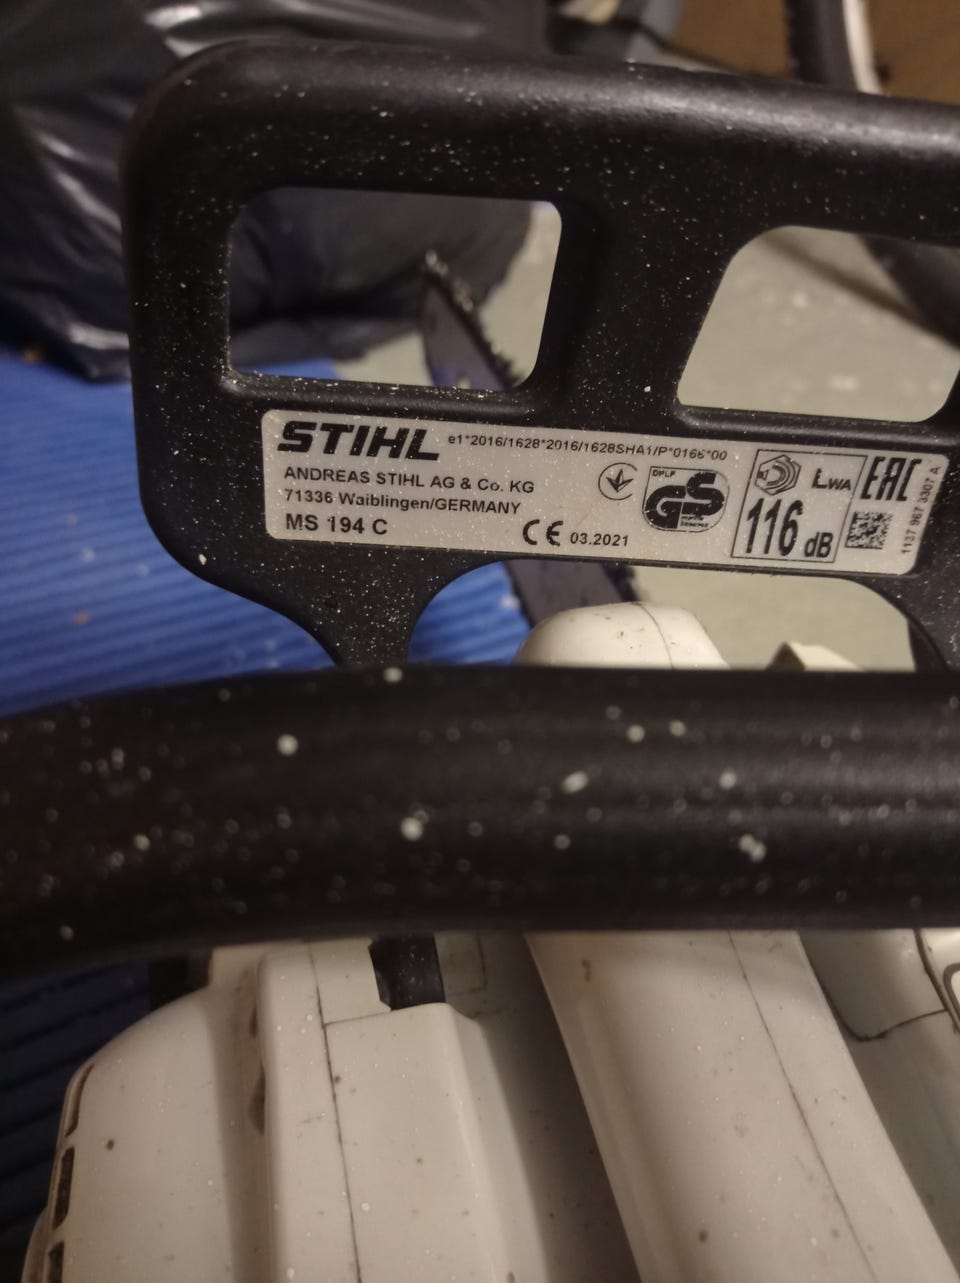 STIHL e1*2016/1628*2016/1628SHA1/P*0166*00
ANDREAS STIHL AG & Co. KG
71336 Waiblingen/GERMANY
MS 194 C
CE 03.2021
DPLF
GS
LWA
116 dB
EAC
1137 967 3307 A